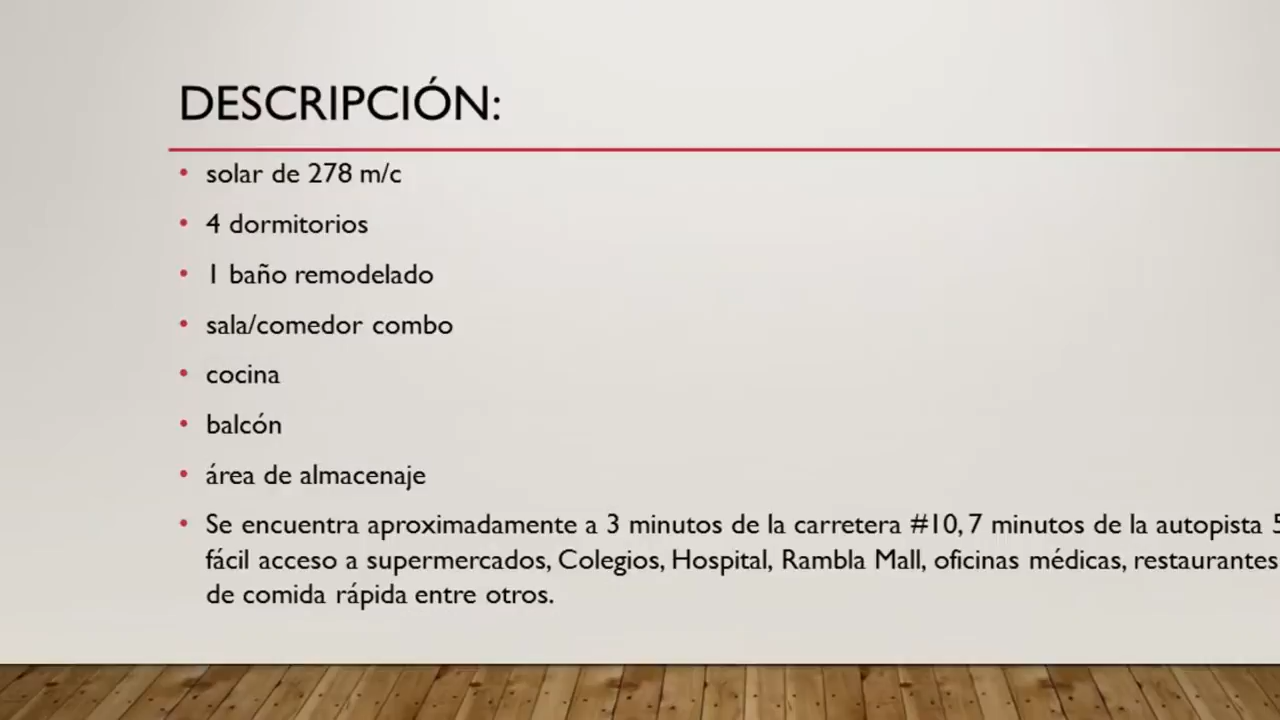 DESCRIPCIÓN:
• solar de 278 m/c
• 4 dormitorios
• 1 baño remodelado
• sala/comedor combo
• cocina
• balcón
• área de almacenaje
• Se encuentra aproximadamente a 3 minutos de la carretera #10, 7 minutos de la autopista
fácil acceso a supermercados, Colegios, Hospital, Rambla Mall, oficinas médicas, restaurantes
de comida rápida entre otros.